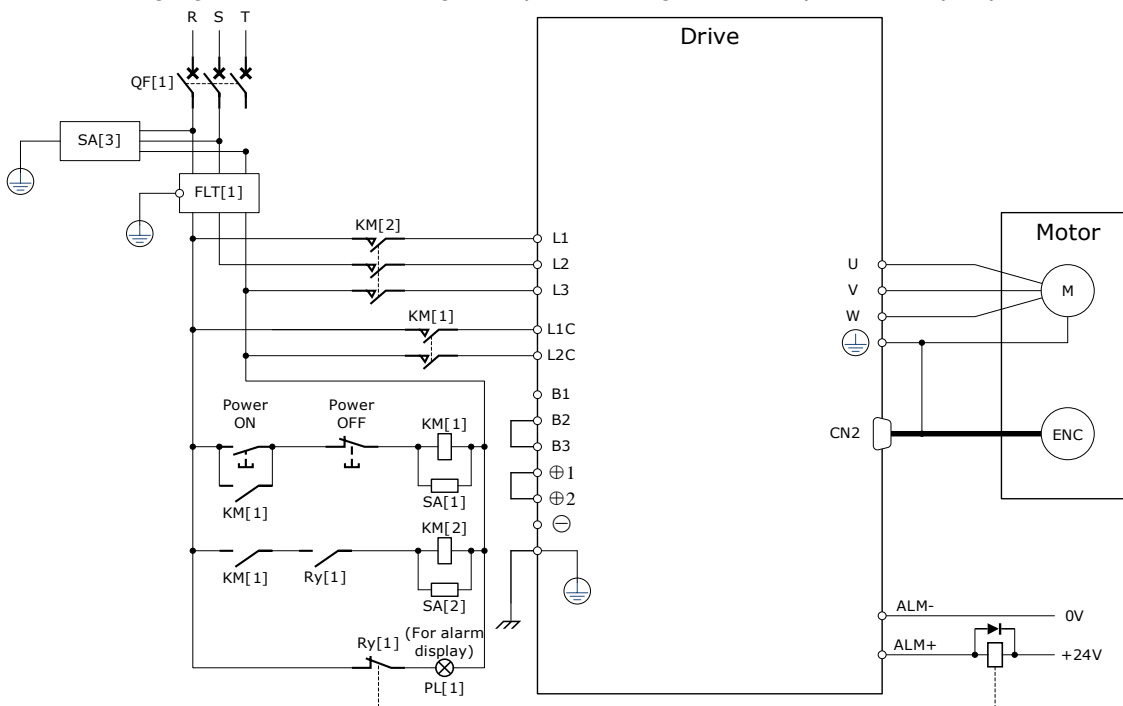 R S T
Drive
QF[1]
SA[3]
FLT[1]
KM[2]
L1
L2
L3
KM[1]
L1C
L2C
B1
B2
B3
⊕1
⊕2
⊖
Power
ON
Power
OFF
KM[1]
KM[1]
SA[1]
KM[2]
KM[1]
Ry[1]
SA[2]
Ry[1]
(For alarm
display)
PL[1]
U
V
W
CN2
Motor
M
ENC
ALM-
0V
ALM+
+24V